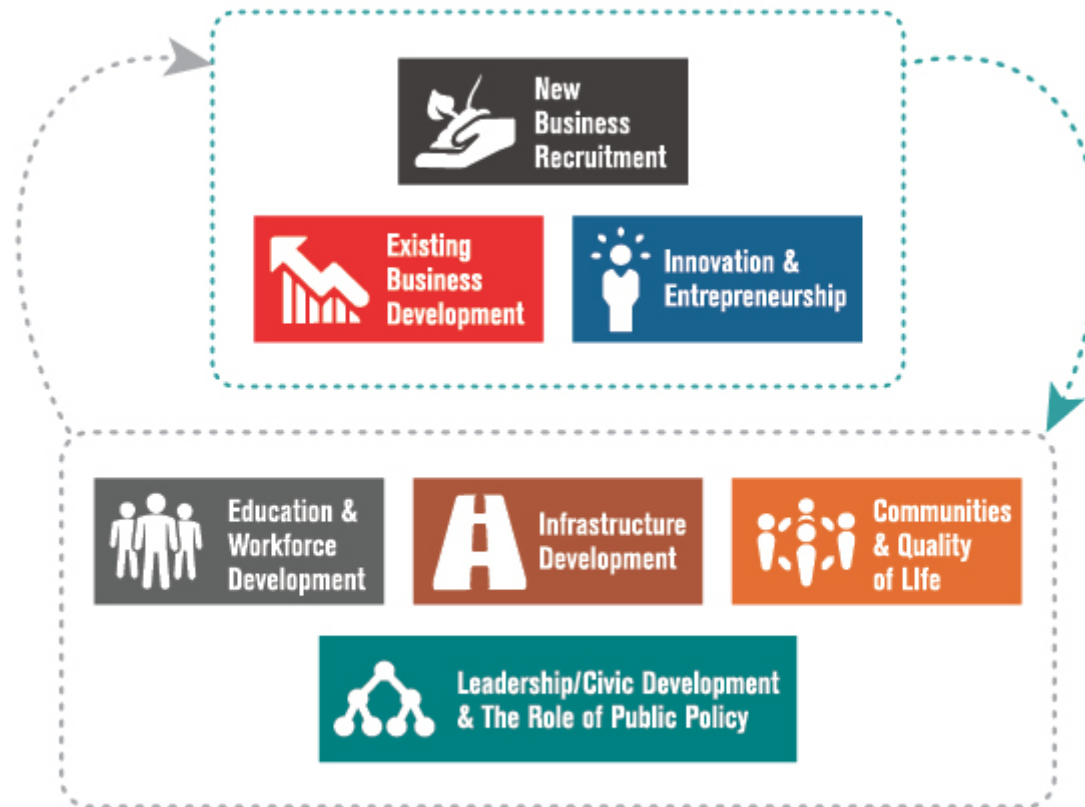 New
Business
Recruitment
Existing
Business
Development
Innovation &
Entrepreneurship
Education &
Workforce
Development
Infrastructure
Development
Communities
& Quality
of LIfe
Leadership/Civic Development
& The Role of Public Policy